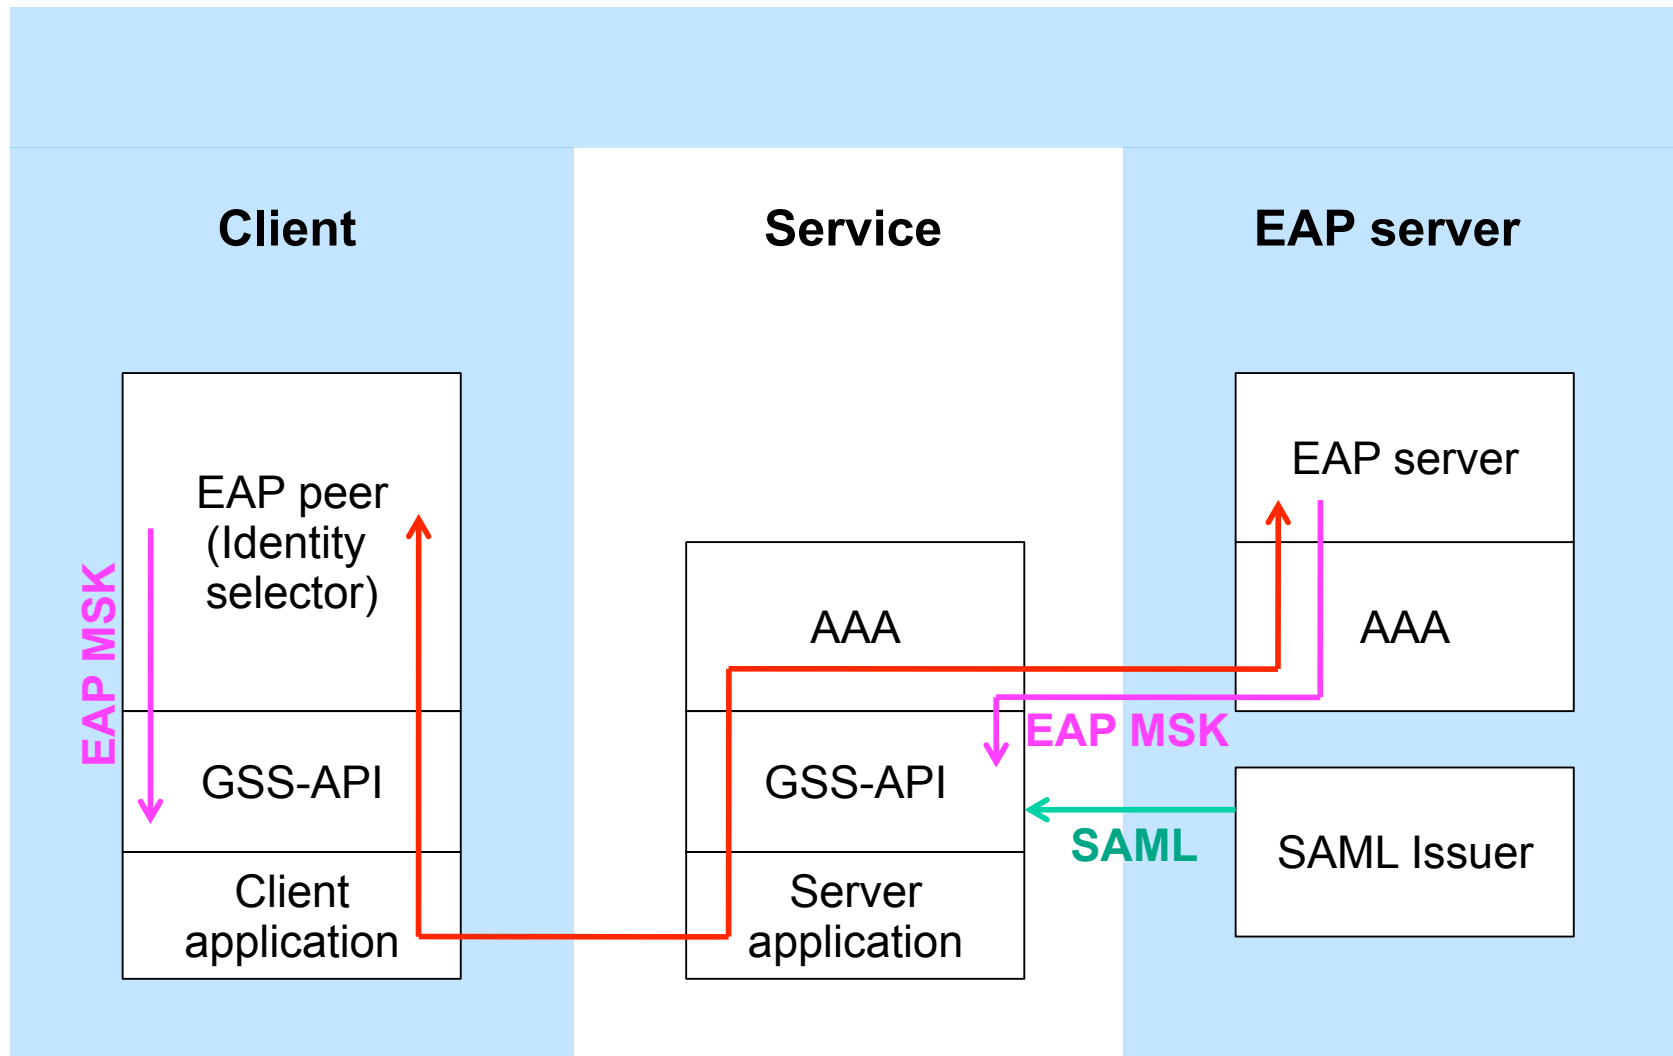 Client
Service
EAP server
EAP peer
(Identity
selector)
EAP MSK
GSS-API
Client
application
AAA
GSS-API
Server
application
EAP server
AAA
EAP MSK
SAML
SAML Issuer